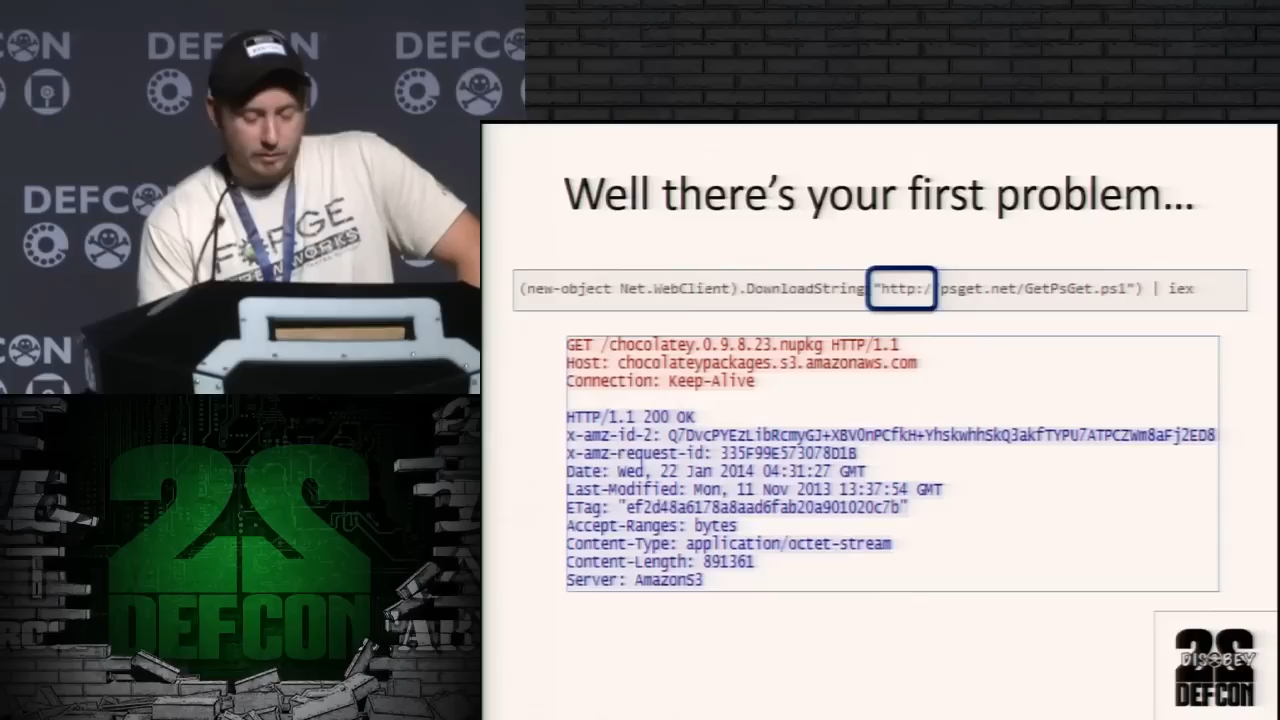 DEFCON
DEFCON
FORGE
Well there's your first problem...
(new-object Net.WebClient).DownloadString("http://psget.net/GetPsGet.ps1") | iex
GET /chocolatey.0.9.8.23.nupkg HTTP/1.1
Host: chocolateypackages.s3.amazonaws.com
Connection: Keep-Alive
HTTP/1.1 200 OK
x-amz-id-2: Q7DvcPYEzLibRcmyGJ+XBV0nPCfkH+YhskwhhSkQ3akfTYPU7ATPCZWm8aFj2ED8
x-amz-request-id: 335F99E573078D1B
Date: Wed, 22 Jan 2014 04:31:27 GMT
Last-Modified: Mon, 11 Nov 2013 13:37:54 GMT
ETag: "ef2d48a6178a8aad6fab20a901020c7b"
Accept-Ranges: bytes
Content-Type: application/octet-stream
Content-Length: 891361
Server: AmazonS3
22
DEFCON
22
DISOBEY
DEFCON